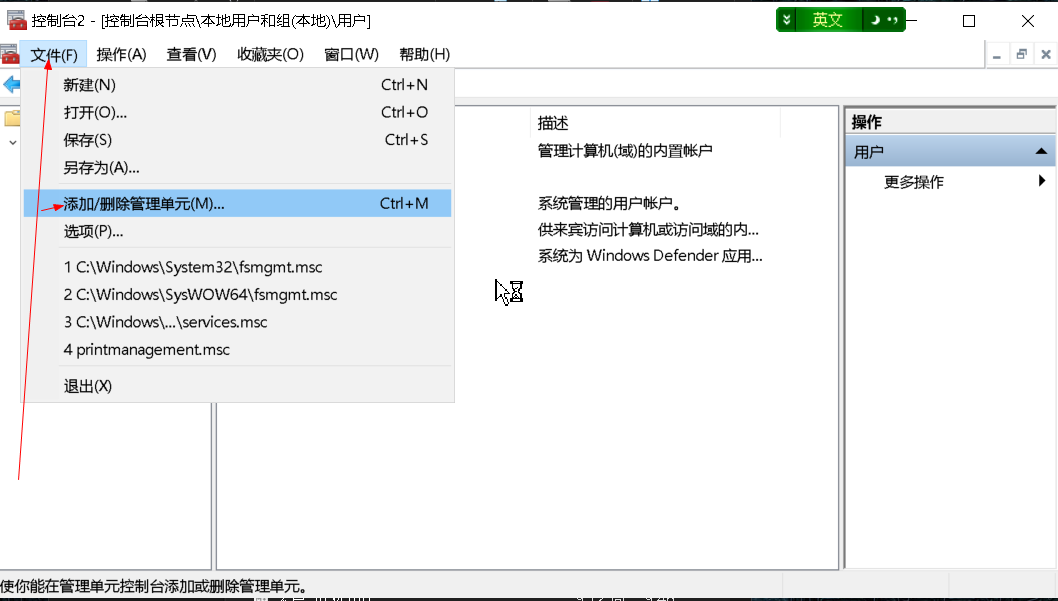 控制台2 - [控制台根节点\本地用户和组(本地)\用户]
英文
文件(F) 操作(A) 查看(V) 收藏夹(O) 窗口(W) 帮助(H)
新建(N) Ctrl+N
打开(O)... Ctrl+O
保存(S) Ctrl+S
另存为(A)...
添加/删除管理单元(M)... Ctrl+M
选项(P)...
1 C:\Windows\System32\fsmgmt.msc
2 C:\Windows\SysWOW64\fsmgmt.msc
3 C:\Windows\...\services.msc
4 printmanagement.msc
退出(X)
描述
管理计算机(域)的内置帐户
系统管理的用户帐户。
供来宾访问计算机或访问域的内...
系统为 Windows Defender 应用...
操作
用户
更多操作
使你能在管理单元控制台添加或删除管理单元。